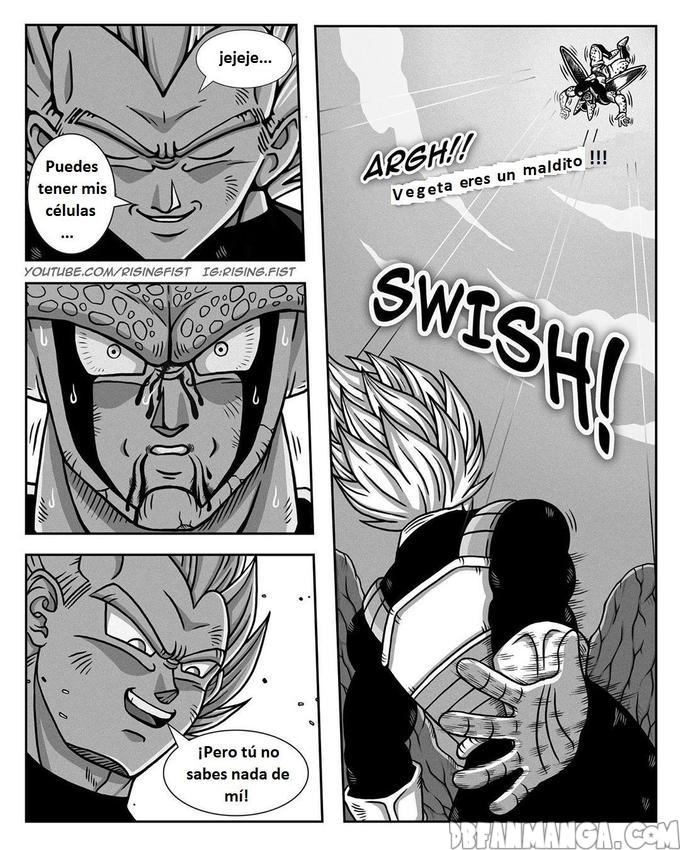 jejeje...
Puedes
tener mis
células
...
YOUTUBE.COM/RISINGFIST IG:RISING.FIST
¡Pero tú no
sabes nada de
mí!
ARGH!!
Vegeta eres un maldito !!!
SWISH!
DBFANMANGA.COM